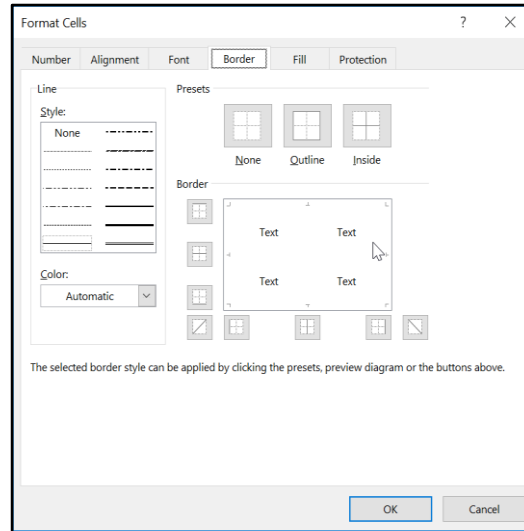 Format Cells ?
Number Alignment Font Border Fill Protection
Line
Style:
None
Color:
Automatic
Presets
None Outline Inside
Border
Text Text
Text Text
The selected border style can be applied by clicking the presets, preview diagram or the buttons above.
OK Cancel